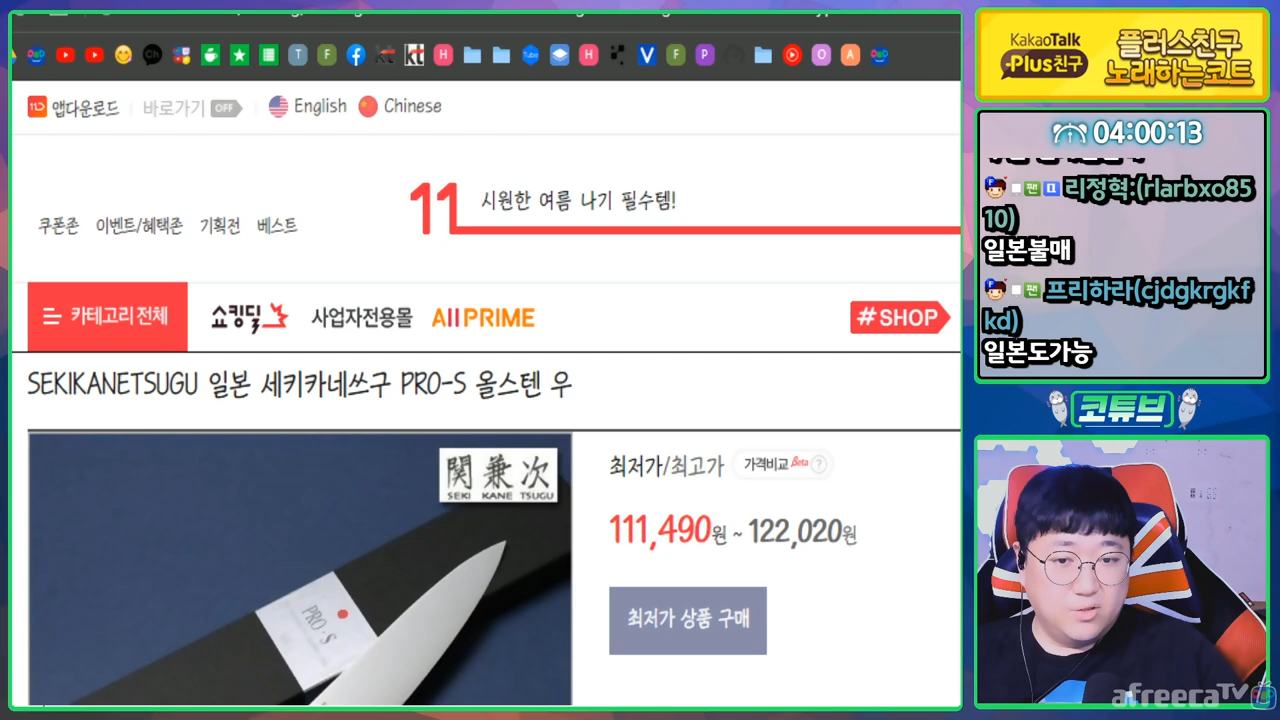 앱다운로드
바로가기 OFF
English
Chinese
쿠폰존 이벤트/혜택존 기획전 베스트
11 시원한 여름 나기 필수템!
카테고리 전체
쇼킹딜
사업자전용몰
All PRIME
#SHOP
SEKIKANETSUGU 일본 세키카네쓰구 PRO-S 올스텐 우
関兼次
SEKI KANE TSUGU
PRO·S
최저가/최고가 가격비교 Beta ?
111,490원 ~ 122,020원
최저가 상품 구매
KakaoTalk
Plus친구
플러스친구
노래하는코트
04:00:13
팬 리정혁:(rlarbxo85
10)
일본불매
팬 프리하라(cjdgkrgkf
kd)
일본도가능
코튜브
afreecaTV